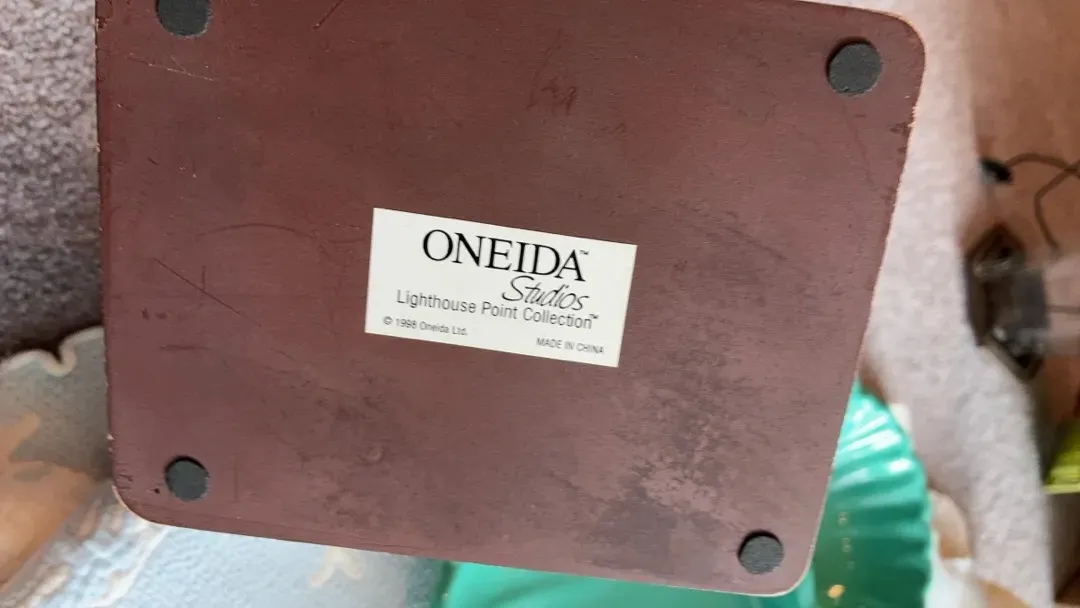 ONEIDA™
Studios
Lighthouse Point Collection™
© 1998 Oneida Ltd.
MADE IN CHINA